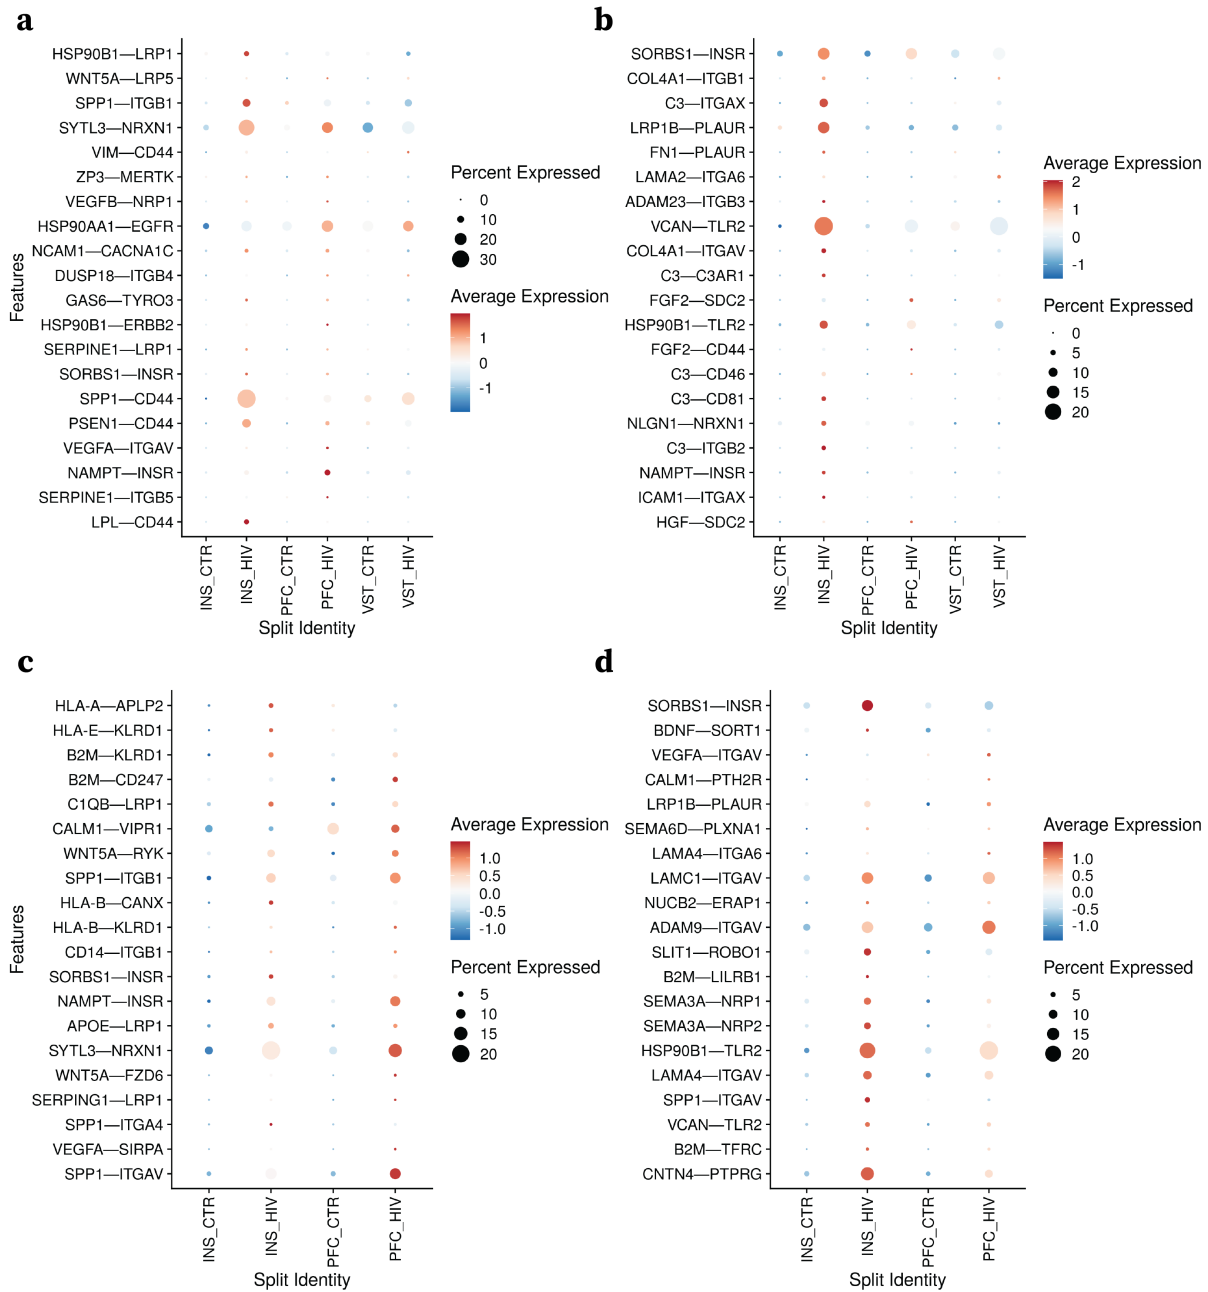 a
HSP90B1—LRP1
WNT5A—LRP5
SPP1—ITGB1
SYTL3—NRXN1
VIM—CD44
ZP3—MERTK
VEGFB—NRP1
HSP90AA1—EGFR
NCAM1—CACNA1C
DUSP18—ITGB4
GAS6—TYRO3
HSP90B1—ERBB2
SERPINE1—LRP1
SORBS1—INSR
SPP1—CD44
PSEN1—CD44
VEGFA—ITGAV
NAMPT—INSR
SERPINE1—ITGB5
LPL—CD44
Features
INS_CTR
INS_HIV
PFC_CTR
PFC_HIV
VST_CTR
VST_HIV
Split Identity
Percent Expressed
0
10
20
30
Average Expression
1
0
-1
b
SORBS1—INSR
COL4A1—ITGB1
C3—ITGAX
LRP1B—PLAUR
FN1—PLAUR
LAMA2—ITGA6
ADAM23—ITGB3
VCAN—TLR2
COL4A1—ITGAV
C3—C3AR1
FGF2—SDC2
HSP90B1—TLR2
FGF2—CD44
C3—CD46
C3—CD81
NLGN1—NRXN1
C3—ITGB2
NAMPT—INSR
ICAM1—ITGAX
HGF—SDC2
INS_CTR
INS_HIV
PFC_CTR
PFC_HIV
VST_CTR
VST_HIV
Split Identity
Average Expression
2
1
0
-1
Percent Expressed
0
5
10
15
20
c
HLA-A—APLP2
HLA-E—KLRD1
B2M—KLRD1
B2M—CD247
C1QB—LRP1
CALM1—VIPR1
WNT5A—RYK
SPP1—ITGB1
HLA-B—CANX
HLA-B—KLRD1
CD14—ITGB1
SORBS1—INSR
NAMPT—INSR
APOE—LRP1
SYTL3—NRXN1
WNT5A—FZD6
SERPING1—LRP1
SPP1—ITGA4
VEGFA—SIRPA
SPP1—ITGAV
Features
INS_CTR
INS_HIV
PFC_CTR
PFC_HIV
Split Identity
Average Expression
1.0
0.5
0.0
-0.5
-1.0
Percent Expressed
5
10
15
20
d
SORBS1—INSR
BDNF—SORT1
VEGFA—ITGAV
CALM1—PTH2R
LRP1B—PLAUR
SEMA6D—PLXNA1
LAMA4—ITGA6
LAMC1—ITGAV
NUCB2—ERAP1
ADAM9—ITGAV
SLIT1—ROBO1
B2M—LILRB1
SEMA3A—NRP1
SEMA3A—NRP2
HSP90B1—TLR2
LAMA4—ITGAV
SPP1—ITGAV
VCAN—TLR2
B2M—TFRC
CNTN4—PTPRG
INS_CTR
INS_HIV
PFC_CTR
PFC_HIV
Split Identity
Average Expression
1.0
0.5
0.0
-0.5
-1.0
Percent Expressed
5
10
15
20